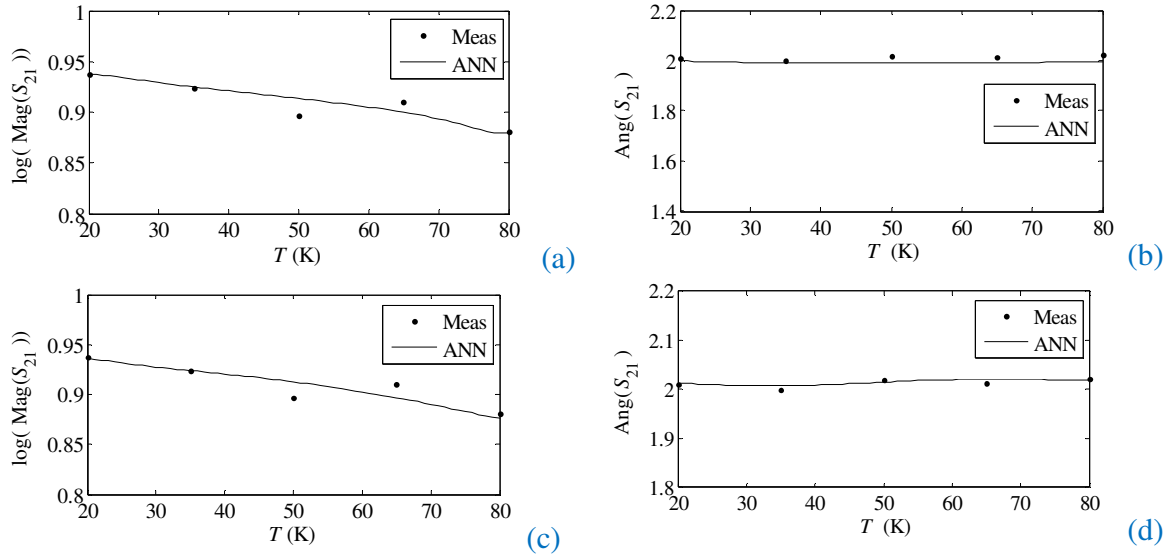 1
0.95
0.9
0.85
0.8
log( Mag(S21 ))
20 30 40 50 60 70 80
T (K)
Meas
ANN
(a)
2.2
2
1.8
1.6
1.4
Ang(S21)
20 30 40 50 60 70 80
T (K)
Meas
ANN
(b)
1
0.95
0.9
0.85
0.8
log( Mag(S21 ))
20 30 40 50 60 70 80
T (K)
Meas
ANN
(c)
2.2
2.1
2
1.9
1.8
Ang(S21)
20 30 40 50 60 70 80
T (K)
Meas
ANN
(d)